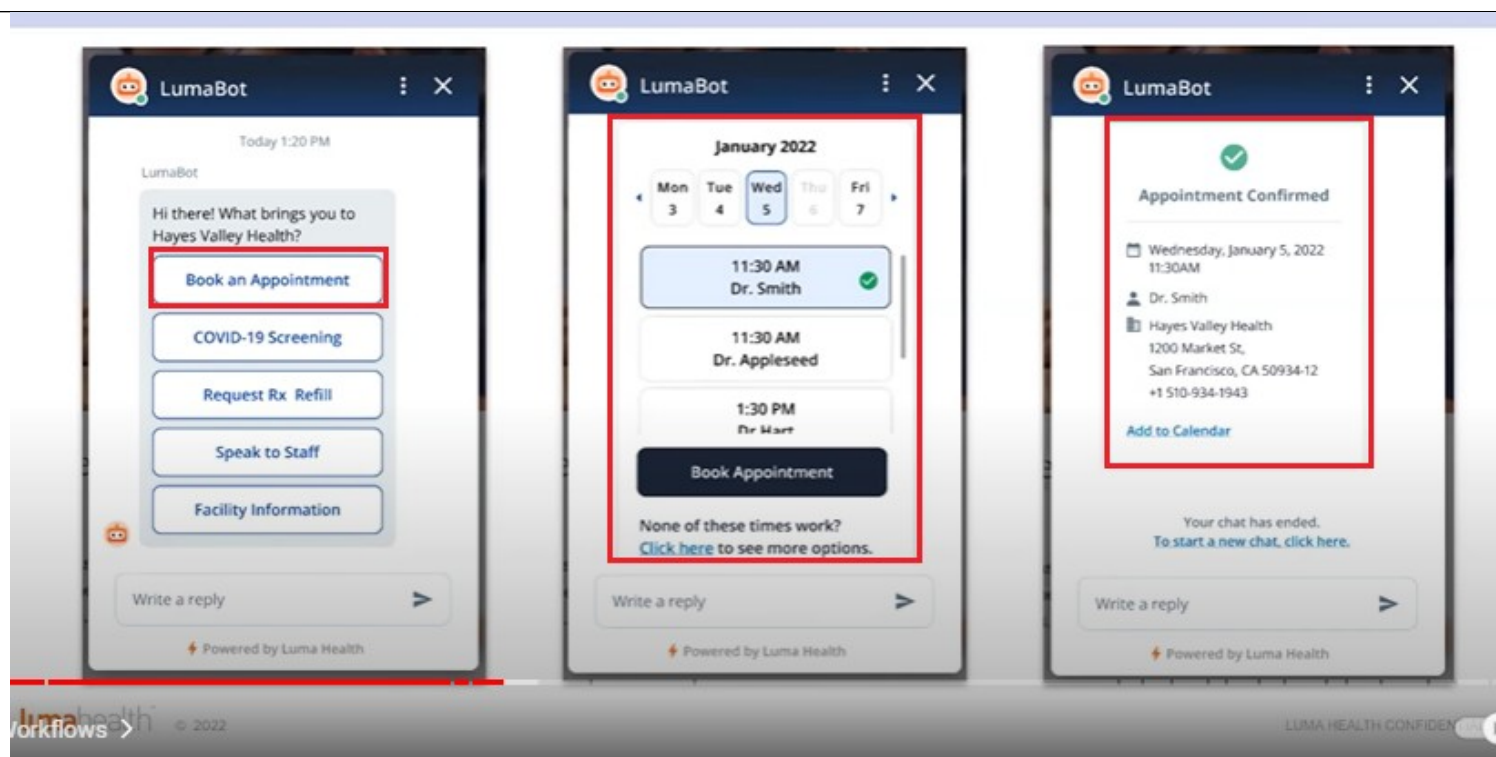 LumaBot
Today 1:20 PM
LumaBot
Hi there! What brings you to
Hayes Valley Health?
Book an Appointment
COVID-19 Screening
Request Rx Refill
Speak to Staff
Facility Information
Write a reply
Powered by Luma Health
LumaBot
January 2022
Mon Tue Wed Thu Fri
3 4 5 6 7
11:30 AM
Dr. Smith
11:30 AM
Dr. Appleseed
1:30 PM
Dr Hart
Book Appointment
None of these times work?
Click here to see more options.
Write a reply
Powered by Luma Health
LumaBot
Appointment Confirmed
Wednesday, January 5, 2022
11:30AM
Dr. Smith
Hayes Valley Health
1200 Market St,
San Francisco, CA 50934-12
+1 510-934-1943
Add to Calendar
Your chat has ended.
To start a new chat, click here.
Write a reply
Powered by Luma Health
lumahealth © 2022
Workflows
LUMA HEALTH